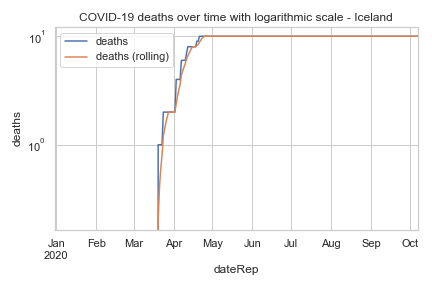 COVID-19 deaths over time with logarithmic scale - Iceland
deaths
deaths (rolling)
10¹
10⁰
deaths
Jan Feb Mar Apr May Jun Jul Aug Sep Oct
2020
dateRep